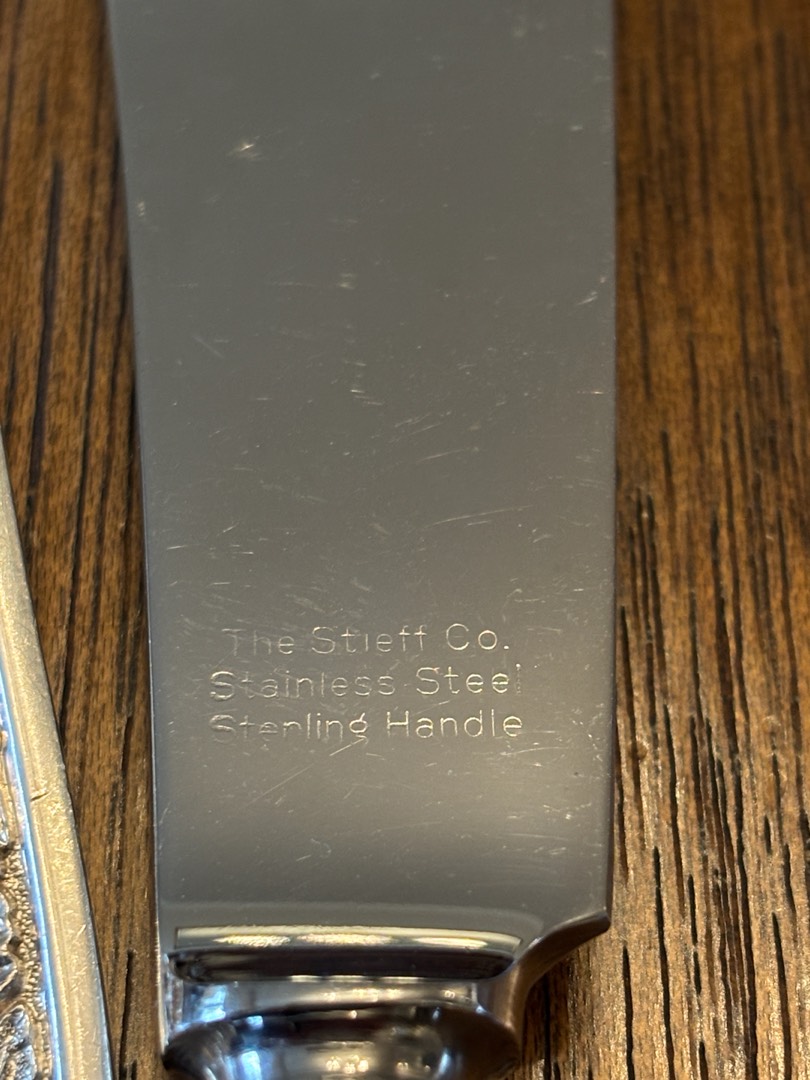 The Stieff Co.
Stainless Steel
Sterling Handle